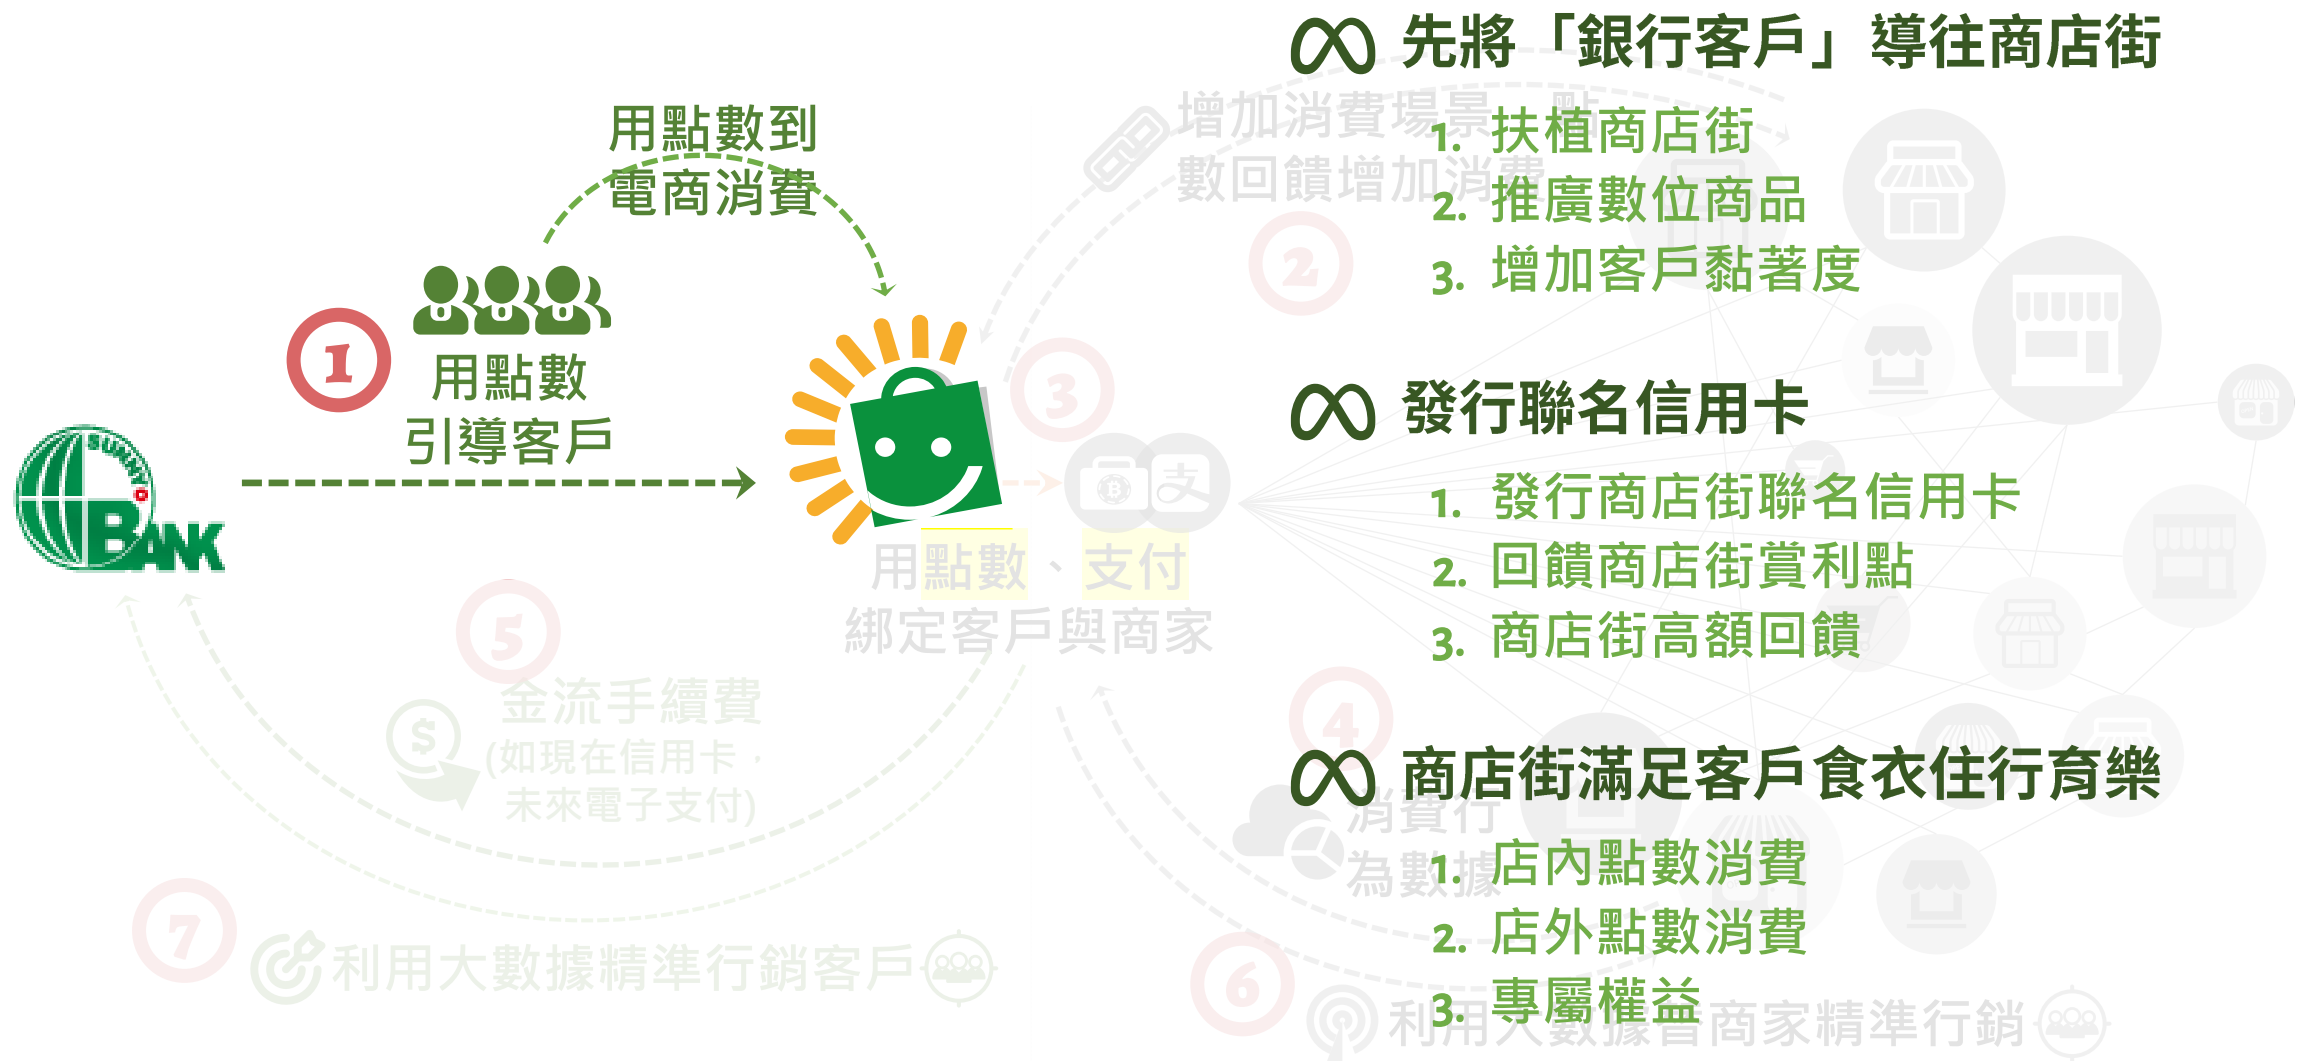 先將「銀行客戶」導往商店街
1. 扶植商店街
2. 推廣數位商品
3. 增加客戶黏著度
發行聯名信用卡
1. 發行商店街聯名信用卡
2. 回饋商店街賞利點
3. 商店街高額回饋
商店街滿足客戶食衣住行育樂
1. 店內點數消費
2. 店外點數消費
3. 專屬權益
用點數到
電商消費
1
用點數
引導客戶
SUNNY
BANK
增加消費場景、點
數回饋增加消費
2
3
支
用點數、支付
綁定客戶與商家
5
金流手續費
(如現在信用卡，
未來電子支付)
4
消費行
為數據
7
利用大數據精準行銷客戶
6
利用大數據替商家精準行銷